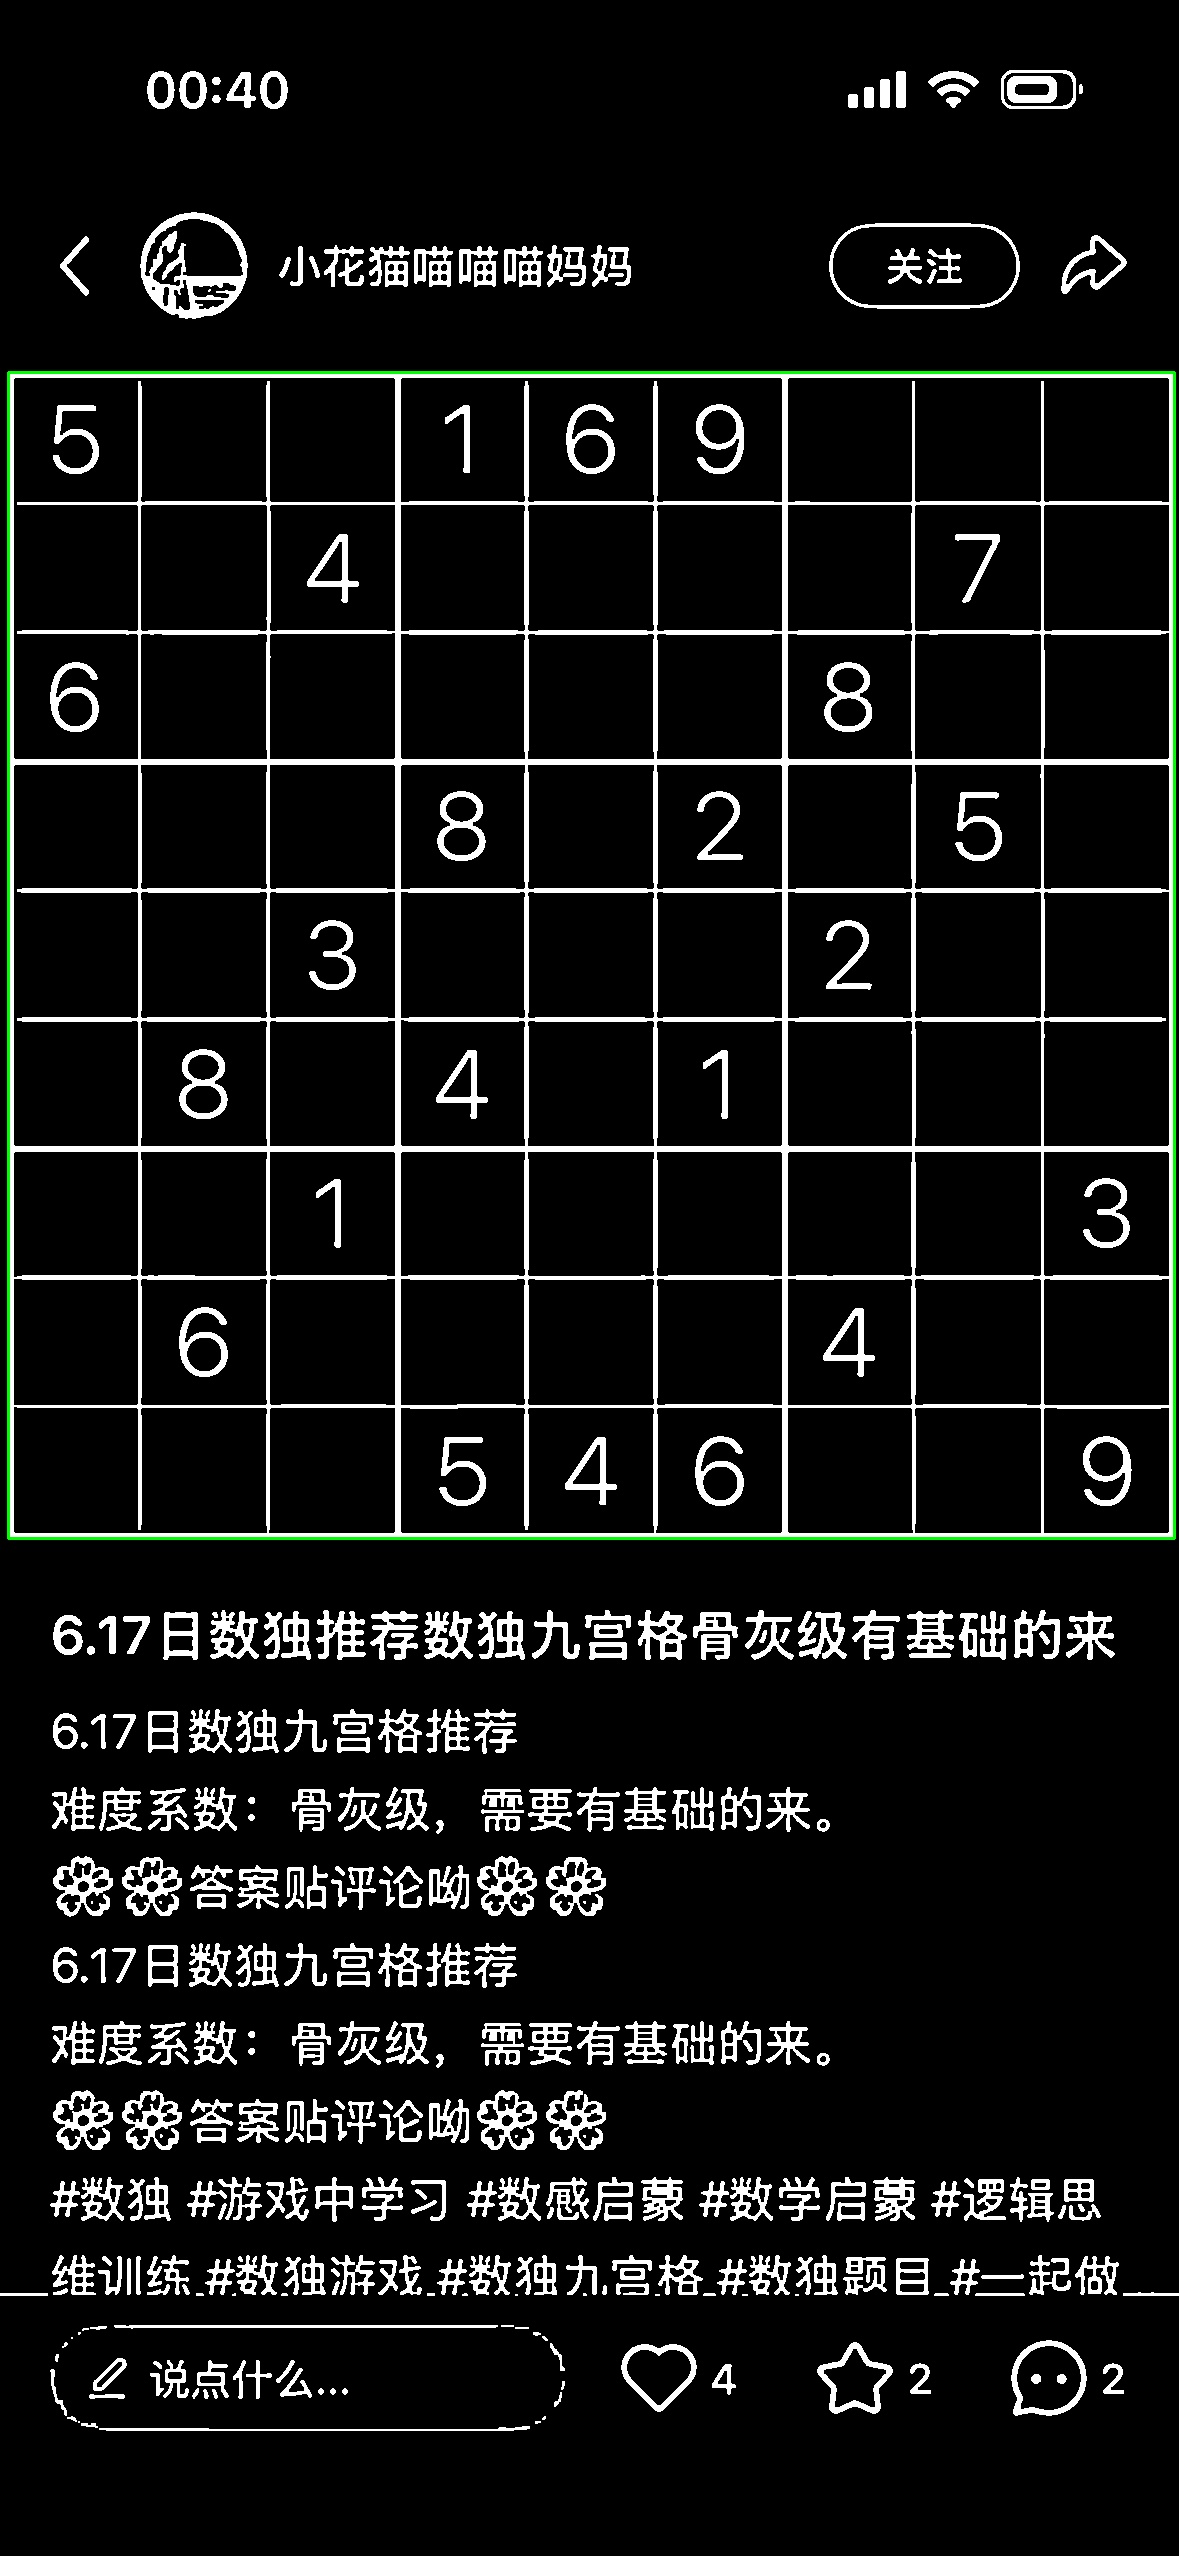 00:40
小花猫喵喵喵妈妈
关注
5 1 6 9
4 7
6 8
8 2 5
3 2
8 4 1
1 3
6 4
5 4 6 9
6.17日数独推荐数独九宫格骨灰级有基础的来
6.17日数独九宫格推荐
难度系数：骨灰级，需要有基础的来。
答案贴评论呦
6.17日数独九宫格推荐
难度系数：骨灰级，需要有基础的来。
答案贴评论呦
#数独 #游戏中学习 #数感启蒙 #数学启蒙 #逻辑思
维训练 #数独游戏 #数独九宫格 #数独题目 #一起做
说点什么... 4 2 2